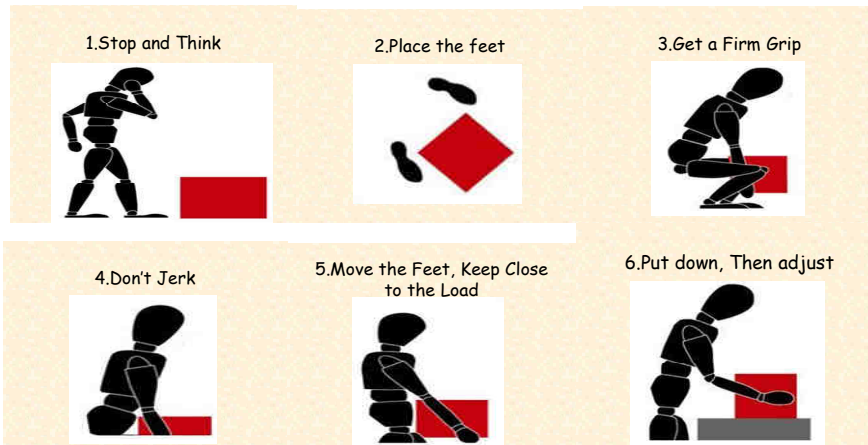 1.Stop and Think
2.Place the feet
3.Get a Firm Grip
4.Don't Jerk
5.Move the Feet, Keep Close
to the Load
6.Put down, Then adjust